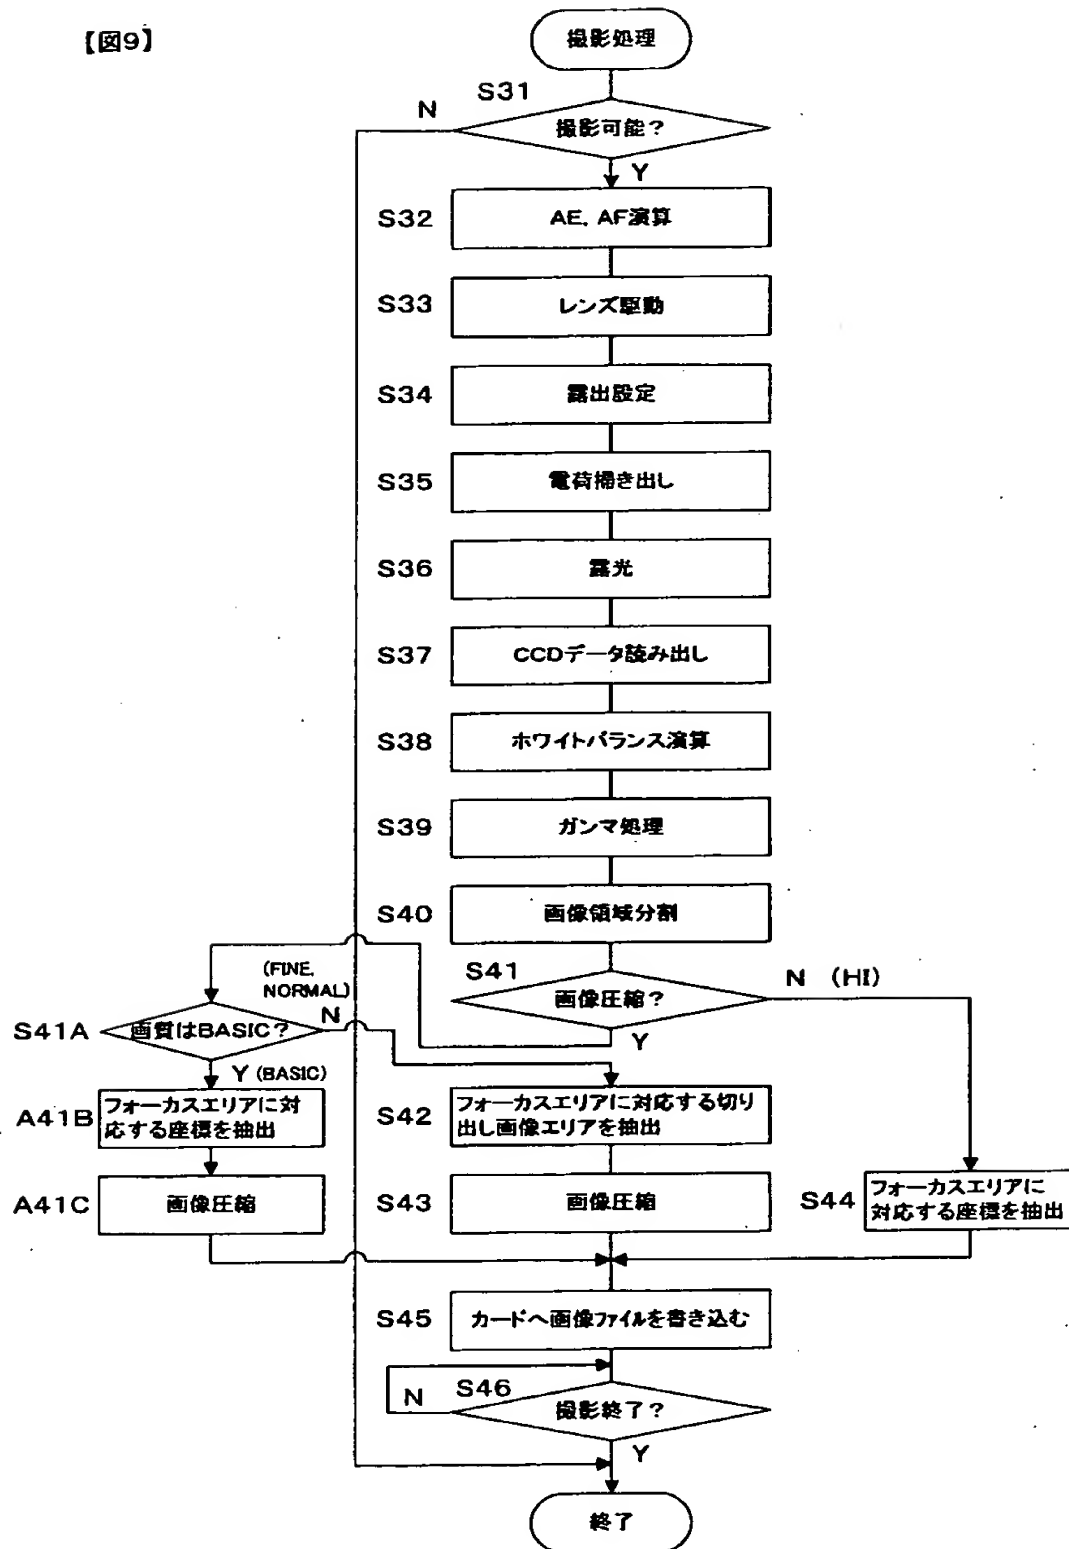 【図9】
撮影処理
S31
N
撮影可能?
Y
S32
AE, AF演算
S33
レンズ駆動
S34
露出設定
S35
電荷掃き出し
S36
露光
S37
CCDデータ読み出し
S38
ホワイトバランス演算
S39
ガンマ処理
S40
画像領域分割
S41
画像圧縮?
N (HI)
Y
(FINE,
NORMAL)
N
S41A
画質はBASIC?
Y (BASIC)
A41B
フォーカスエリアに対
応する座標を抽出
S42
フォーカスエリアに対応する切り
出し画像エリアを抽出
A41C
画像圧縮
S43
画像圧縮
S44
フォーカスエリアに
対応する座標を抽出
S45
カードへ画像ファイルを書き込む
S46
N
撮影終了?
Y
終了